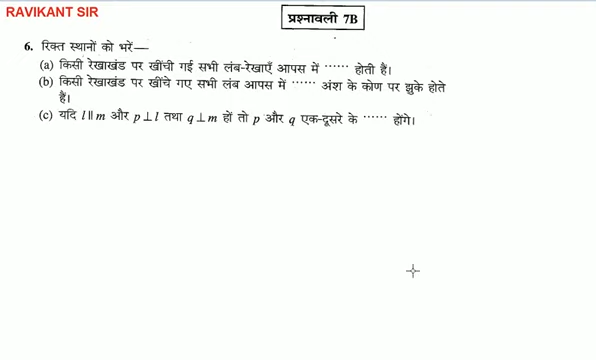 RAVIKANT SIR
प्रश्नावली 7B
6. रिक्त स्थानों को भरें—
(a) किसी रेखाखंड पर खींची गई सभी लंब-रेखाएँ आपस में ...... होती हैं।
(b) किसी रेखाखंड पर खींचे गए सभी लंब आपस में ...... अंश के कोण पर झुके होते
हैं।
(c) यदि l || m और p ⊥ l तथा q ⊥ m हों तो p और q एक-दूसरे के ...... होंगे।